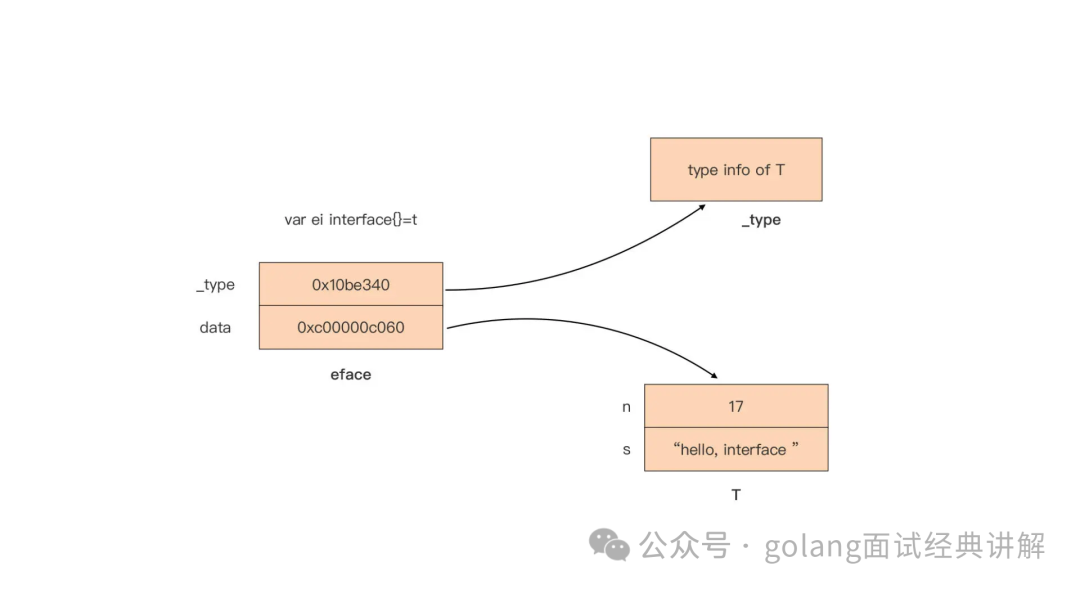 type info of T
_type
var ei interface{}=t
_type 0x10be340
data 0xc00000c060
eface
n 17
s “hello, interface ”
T
公众号 · golang面试经典讲解